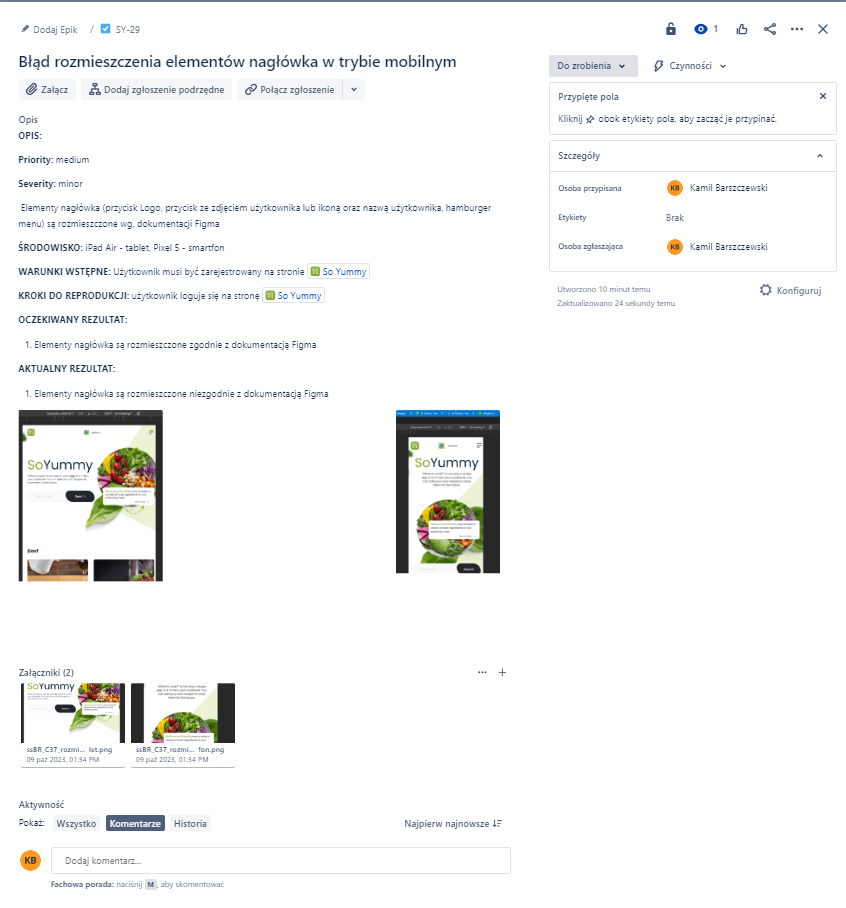 Dodaj Epik / SY-29
1
Błąd rozmieszczenia elementów nagłówka w trybie mobilnym
Załącz Dodaj zgłoszenie podrzędne Połącz zgłoszenie
Opis
OPIS:
Priority: medium
Severity: minor
Elementy nagłówka (przycisk Logo, przycisk ze zdjęciem użytkownika lub ikoną oraz nazwą użytkownika, hamburger
menu) są rozmieszczone wg. dokumentacji Figma
ŚRODOWISKO: iPad Air - tablet, Pixel 5 - smartfon
WARUNKI WSTĘPNE: Użytkownik musi być zarejestrowany na stronie So Yummy
KROKI DO REPRODUKCJI: użytkownik loguje się na stronę So Yummy
OCZEKIWANY REZULTAT:
1. Elementy nagłówka są rozmieszczone zgodnie z dokumentacją Figma
AKTUALNY REZULTAT:
1. Elementy nagłówka są rozmieszczone niezgodnie z dokumentacją Figma
SoYummy
Beef
SoYummy
Załączniki (2)
SoYummy
ssBR_C37_rozmi... let.png
09 paź 2023, 01:34 PM
ssBR_C37_rozmi... fon.png
09 paź 2023, 01:34 PM
Aktywność
Pokaż: Wszystko Komentarze Historia Najpierw najnowsze
KB Dodaj komentarz...
Fachowa porada: naciśnij M, aby skomentować
Do zrobienia Czynności
Przypięte pola
Kliknij obok etykiety pola, aby zacząć je przypinać.
Szczegóły
Osoba przypisana KB Kamil Barszczewski
Etykiety Brak
Osoba zgłaszająca KB Kamil Barszczewski
Utworzono 10 minut temu
Zaktualizowano 24 sekundy temu
Konfiguruj